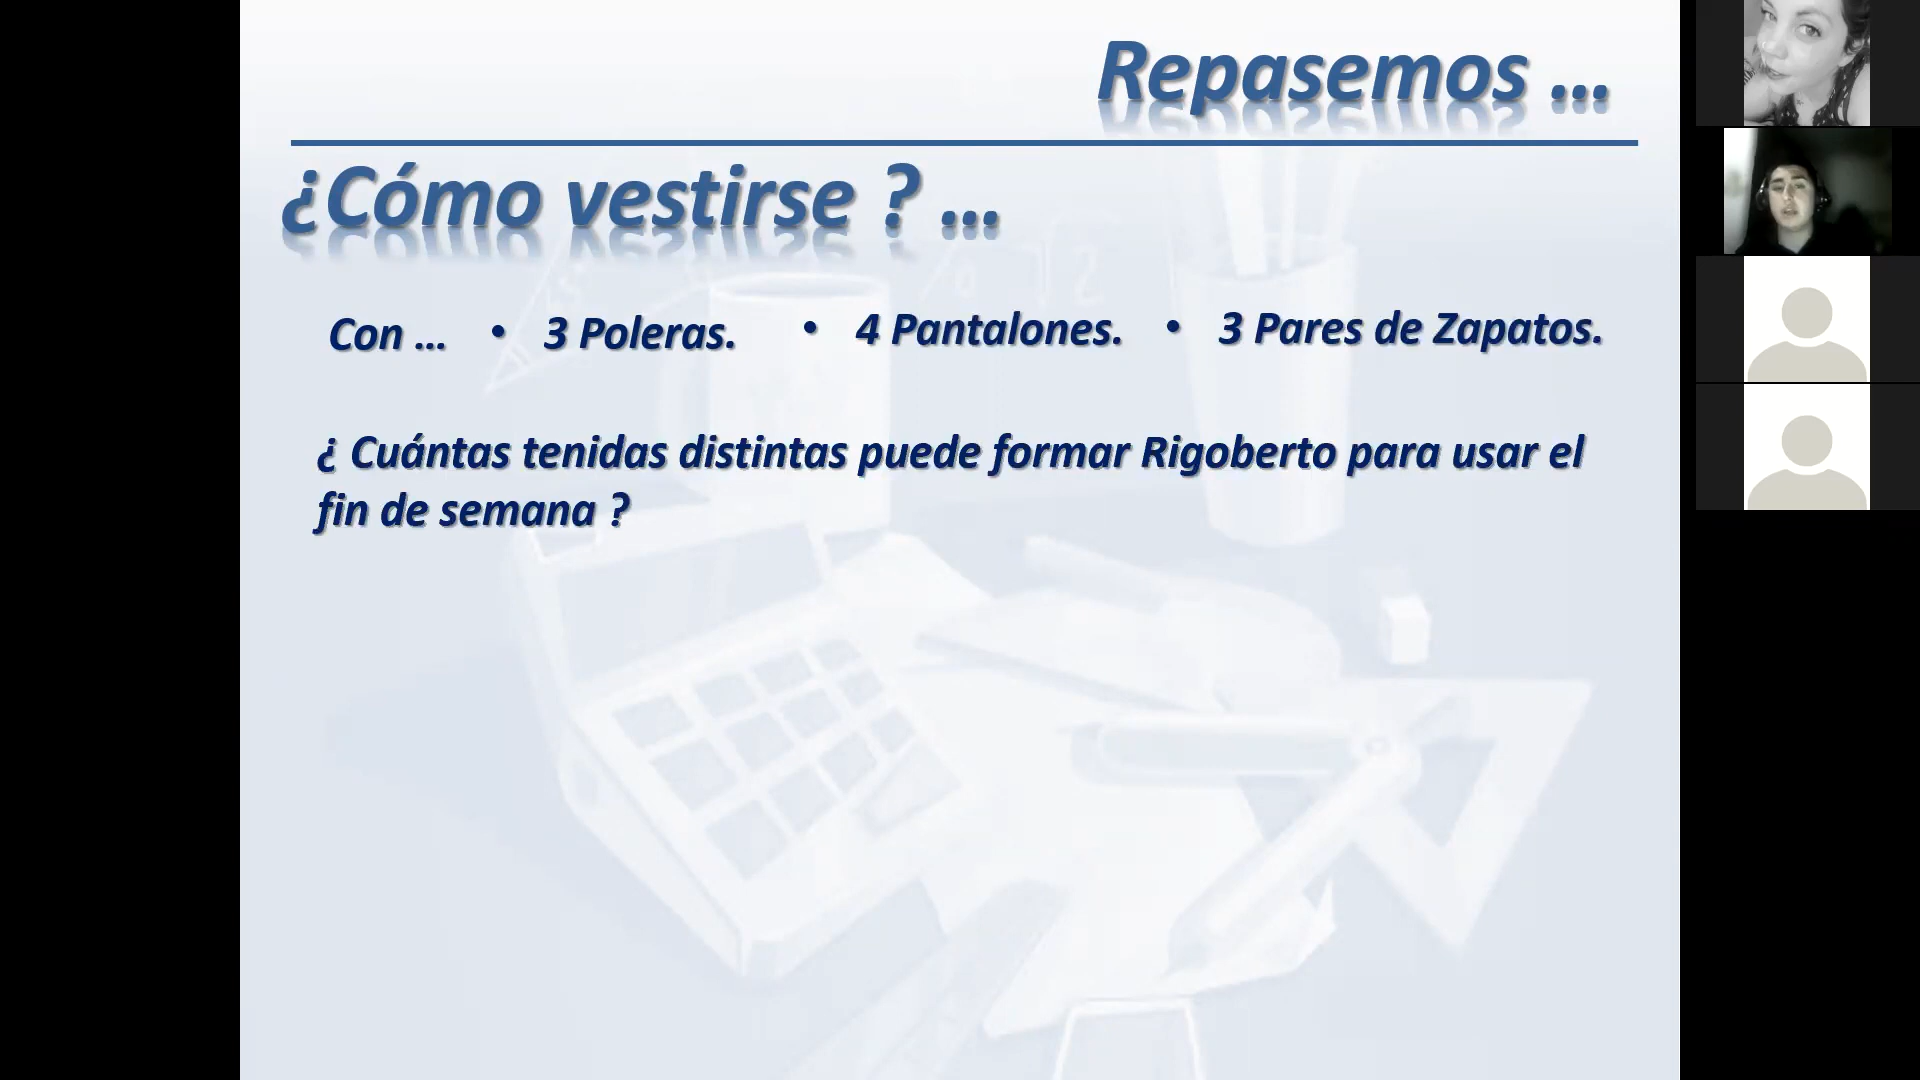 Repasemos ...
¿Cómo vestirse ? ...
Con ... • 3 Poleras. • 4 Pantalones. • 3 Pares de Zapatos.
¿ Cuántas tenidas distintas puede formar Rigoberto para usar el
fin de semana ?